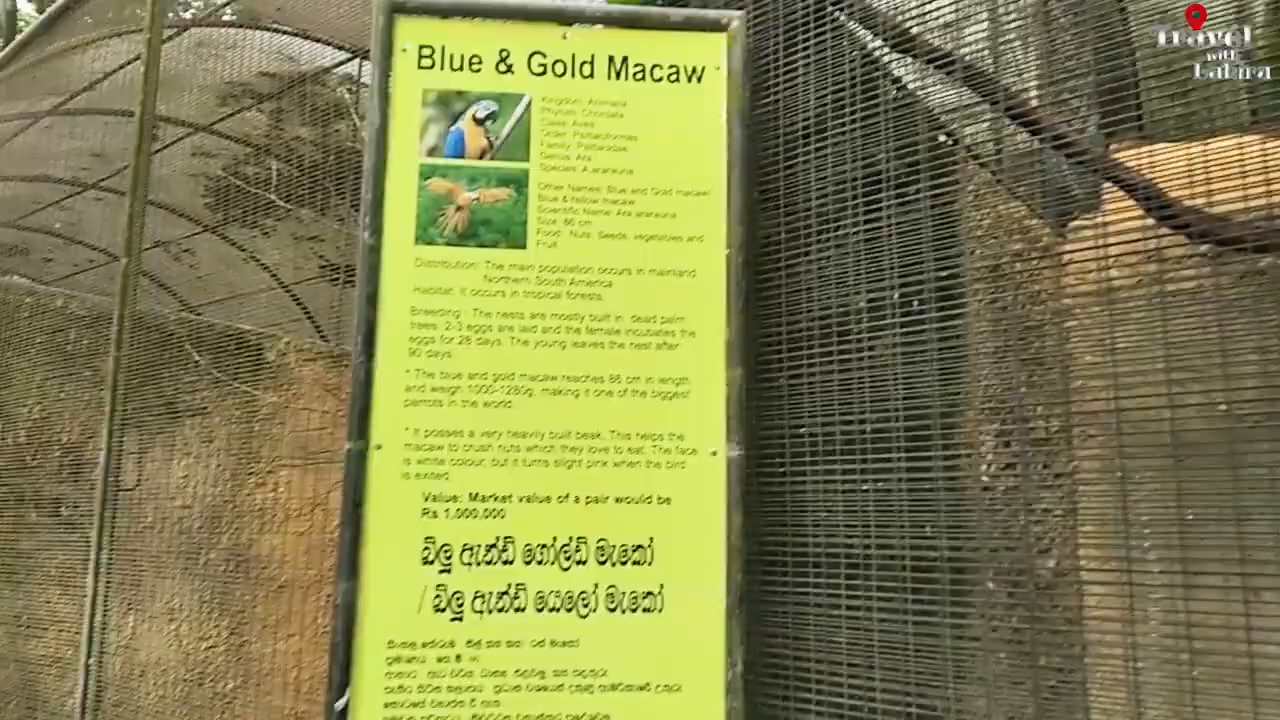 Travel
with
Blue & Gold Macaw
Kingdom: Animalia
Phylum: Chordata
Class: Aves
Order: Psittaciformes
Family: Psittacidae
Genus: Ara
Species: A.ararauna
Other Names: Blue and Gold macaw/
Blue & Yellow macaw
Scientific Name: Ara ararauna
Size: 86 cm
Food: Nuts, Seeds, vegetables and
Fruit
Distribution: The main population occurs in mainland
Northern South America
Habitat: It occurs in tropical forests.
Breeding : The nests are mostly built in dead palm
trees. 2-3 eggs are laid and the female incubates the
eggs for 28 days. The young leaves the nest after
90 days.
* The blue and gold macaw reaches 86 cm in length
and weigh 1000-1280g, making it one of the biggest
parrots in the world.
* It posses a very heavily built beak. This helps the
macaw to crush nuts which they love to eat. The face
is white colour, but it turns slight pink when the bird
is exited.
Value: Market value of a pair would be
Rs 1,000,000
බ්ලූ ඇන්ඩ් ගෝල්ඩ් මැකෝ
/ බ්ලූ ඇන්ඩ් යෙලෝ මැකෝ